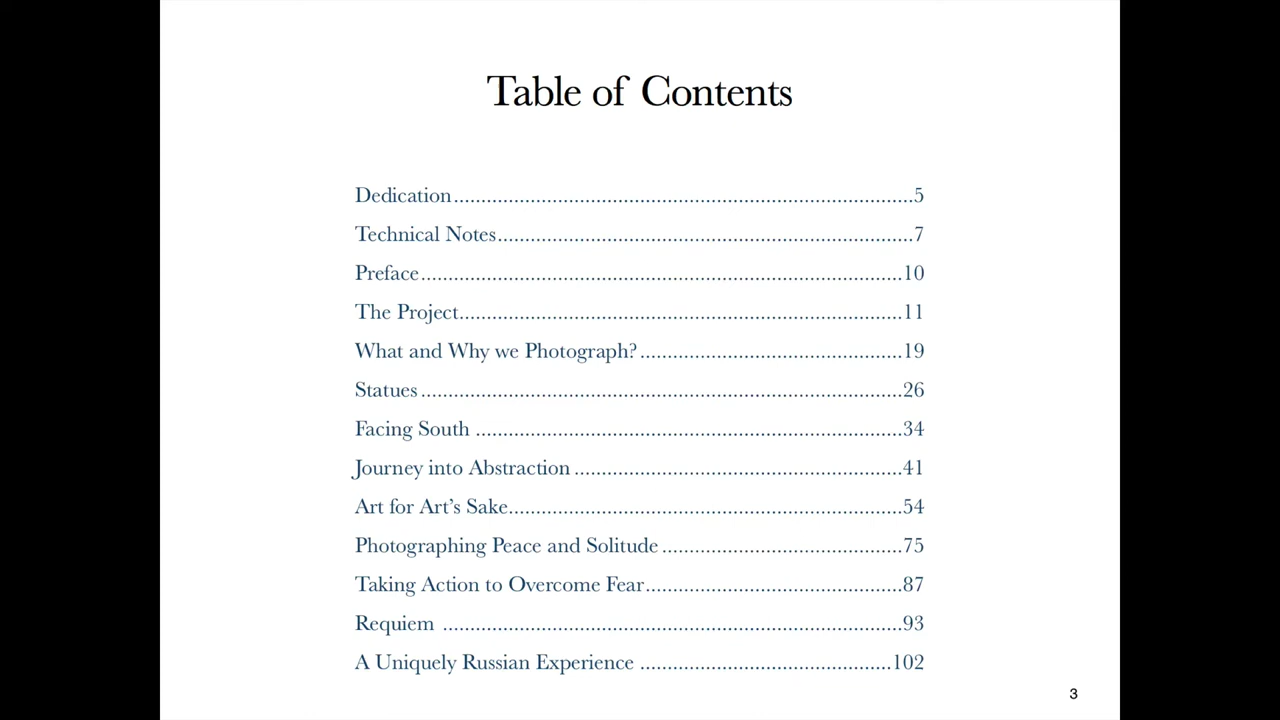 Table of Contents
Dedication..........................................................................................5
Technical Notes..................................................................................7
Preface...............................................................................................10
The Project........................................................................................11
What and Why we Photograph?....................................................19
Statues...............................................................................................26
Facing South .....................................................................................34
Journey into Abstraction .................................................................41
Art for Art’s Sake..............................................................................54
Photographing Peace and Solitude................................................75
Taking Action to Overcome Fear...................................................87
Requiem ...........................................................................................93
A Uniquely Russian Experience ..................................................102
3